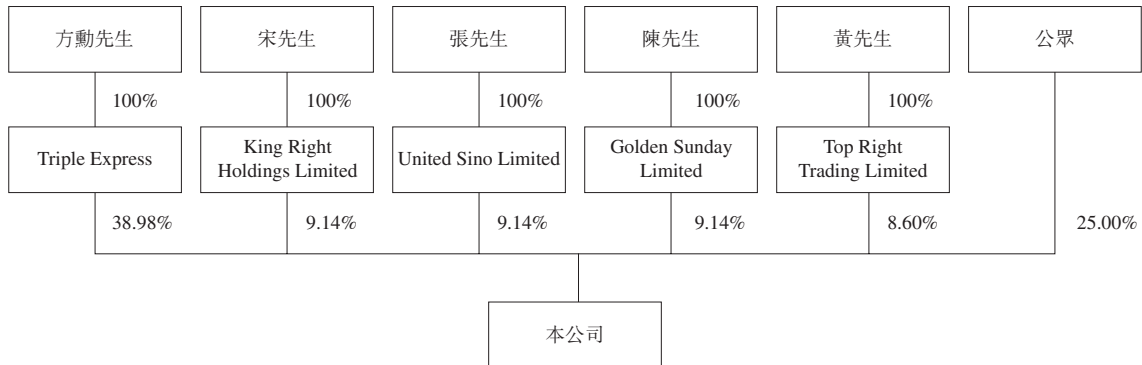 方勳先生
宋先生
張先生
陳先生
黃先生
公眾
100%
100%
100%
100%
100%
Triple Express
King Right
Holdings Limited
United Sino Limited
Golden Sunday
Limited
Top Right
Trading Limited
38.98%
9.14%
9.14%
9.14%
8.60%
25.00%
本公司